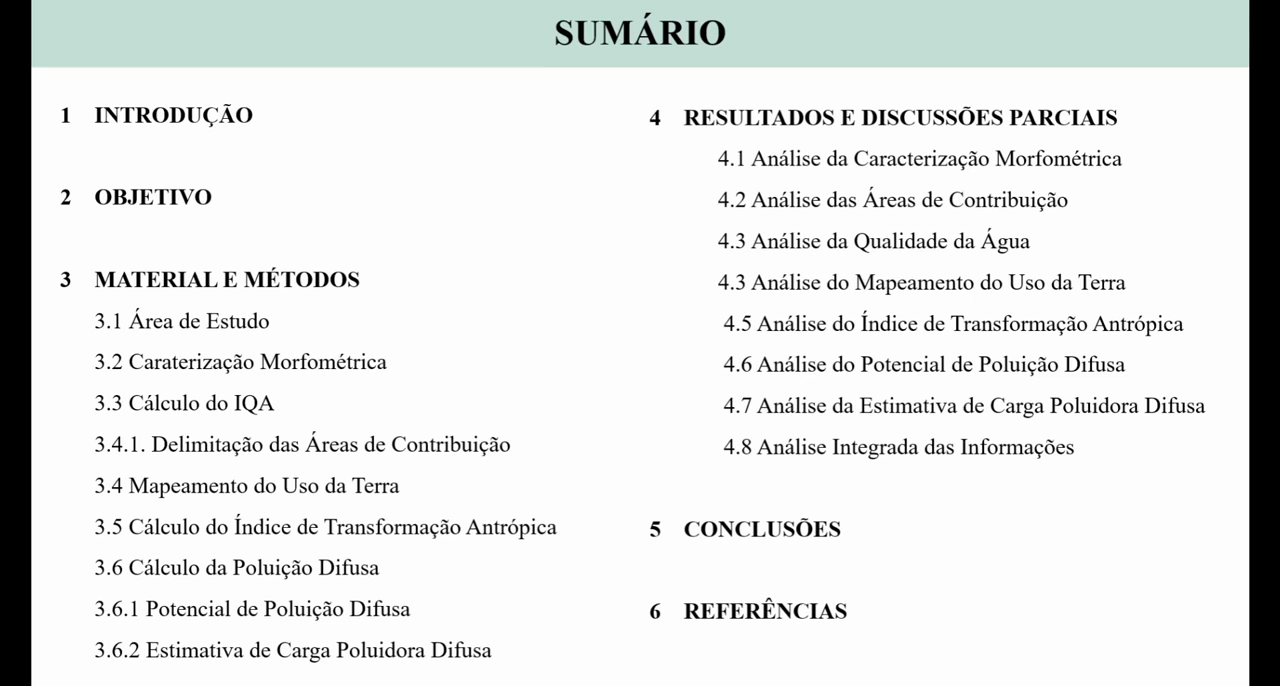 SUMÁRIO
1 INTRODUÇÃO
2 OBJETIVO
3 MATERIAL E MÉTODOS
3.1 Área de Estudo
3.2 Caraterização Morfométrica
3.3 Cálculo do IQA
3.4.1. Delimitação das Áreas de Contribuição
3.4 Mapeamento do Uso da Terra
3.5 Cálculo do Índice de Transformação Antrópica
3.6 Cálculo da Poluição Difusa
3.6.1 Potencial de Poluição Difusa
3.6.2 Estimativa de Carga Poluidora Difusa
4 RESULTADOS E DISCUSSÕES PARCIAIS
4.1 Análise da Caracterização Morfométrica
4.2 Análise das Áreas de Contribuição
4.3 Análise da Qualidade da Água
4.3 Análise do Mapeamento do Uso da Terra
4.5 Análise do Índice de Transformação Antrópica
4.6 Análise do Potencial de Poluição Difusa
4.7 Análise da Estimativa de Carga Poluidora Difusa
4.8 Análise Integrada das Informações
5 CONCLUSÕES
6 REFERÊNCIAS